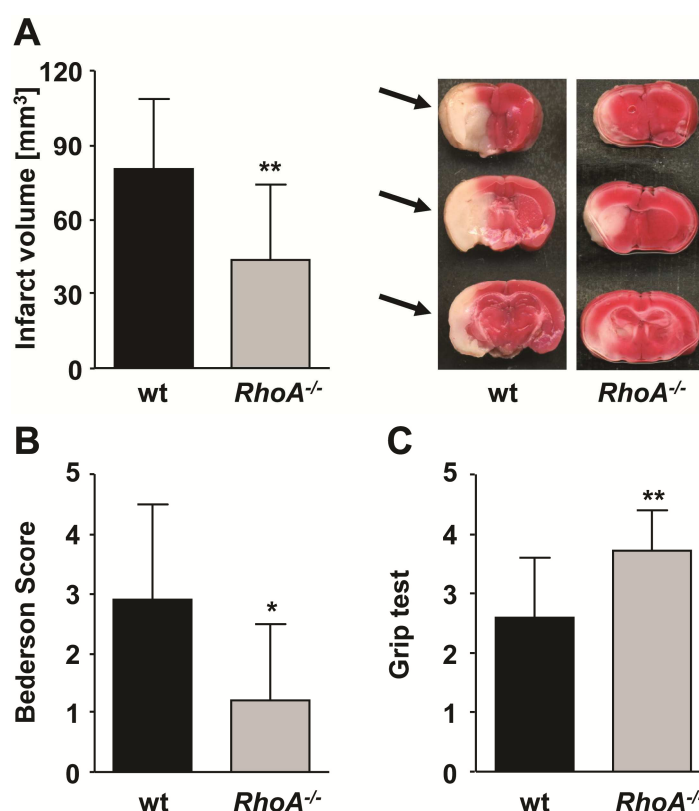 A
Infarct volume [mm³]
120
90
60
30
0
**
wt
RhoA⁻/⁻
wt
RhoA⁻/⁻
B
Bederson Score
5
4
3
2
1
0
*
wt
RhoA⁻/⁻
C
Grip test
5
4
3
2
1
0
**
wt
RhoA⁻/⁻